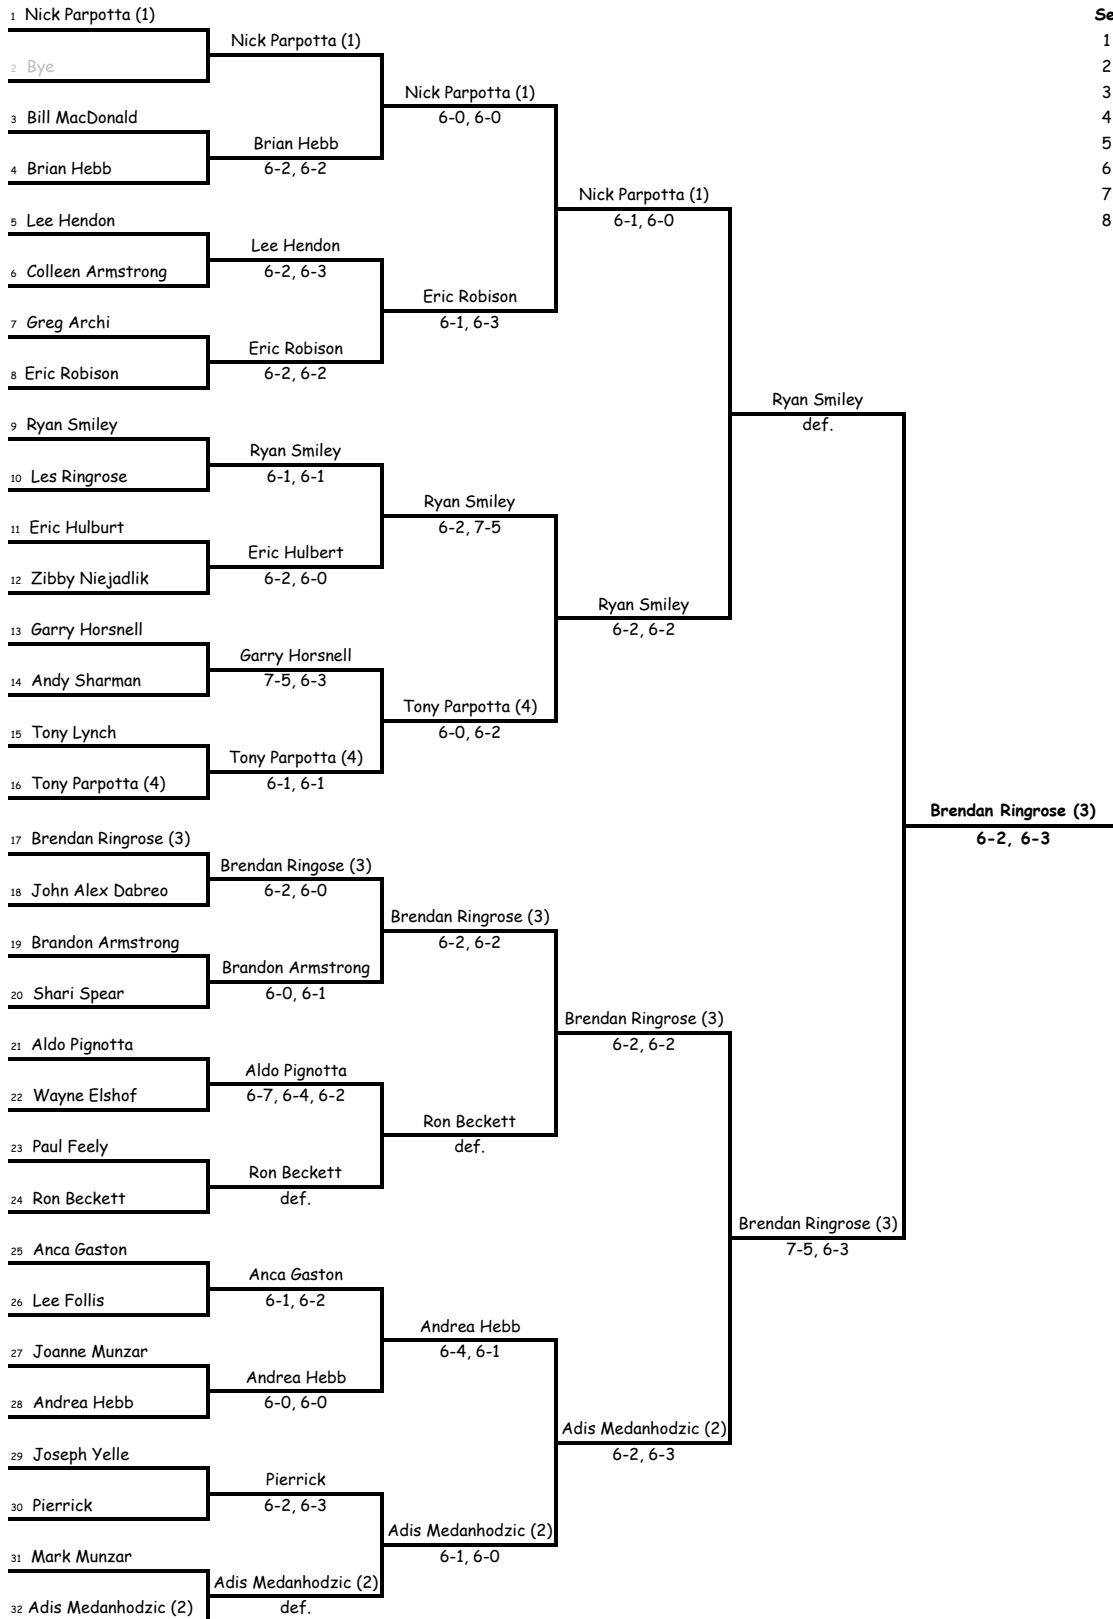 1 Nick Parpotta (1)
2 Bye
3 Bill MacDonald
4 Brian Hebb
5 Lee Hendon
6 Colleen Armstrong
7 Greg Archi
8 Eric Robison
9 Ryan Smiley
10 Les Ringrose
11 Eric Hulburt
12 Zibby Niejadlik
13 Garry Horsnell
14 Andy Sharman
15 Tony Lynch
16 Tony Parpotta (4)
17 Brendan Ringrose (3)
18 John Alex Dabreo
19 Brandon Armstrong
20 Shari Spear
21 Aldo Pignotta
22 Wayne Elshof
23 Paul Feely
24 Ron Beckett
25 Anca Gaston
26 Lee Follis
27 Joanne Munzar
28 Andrea Hebb
29 Joseph Yelle
30 Pierrick
31 Mark Munzar
32 Adis Medanhodzic (2)
Nick Parpotta (1)
Brian Hebb
6-2, 6-2
Lee Hendon
6-2, 6-3
Eric Robison
6-2, 6-2
Ryan Smiley
6-1, 6-1
Eric Hulbert
6-2, 6-0
Garry Horsnell
7-5, 6-3
Tony Parpotta (4)
6-1, 6-1
Brendan Ringose (3)
6-2, 6-0
Brandon Armstrong
6-0, 6-1
Aldo Pignotta
6-7, 6-4, 6-2
Ron Beckett
def.
Anca Gaston
6-1, 6-2
Andrea Hebb
6-0, 6-0
Pierrick
6-2, 6-3
Adis Medanhodzic (2)
def.
Nick Parpotta (1)
6-0, 6-0
Eric Robison
6-1, 6-3
Ryan Smiley
6-2, 7-5
Tony Parpotta (4)
6-0, 6-2
Brendan Ringrose (3)
6-2, 6-2
Ron Beckett
def.
Andrea Hebb
6-4, 6-1
Adis Medanhodzic (2)
6-1, 6-0
Nick Parpotta (1)
6-1, 6-0
Ryan Smiley
6-2, 6-2
Brendan Ringrose (3)
6-2, 6-2
Adis Medanhodzic (2)
6-2, 6-3
Ryan Smiley
def.
Brendan Ringrose (3)
7-5, 6-3
Brendan Ringrose (3)
6-2, 6-3
Se
1
2
3
4
5
6
7
8